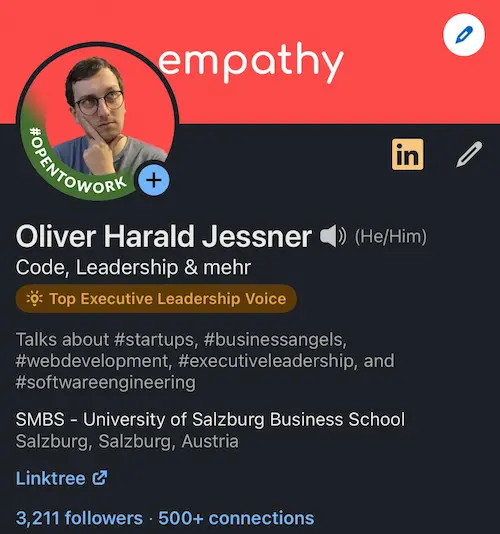 empathy
#OPENTOWORK
in
Oliver Harald Jessner (He/Him)
Code, Leadership & mehr
Top Executive Leadership Voice
Talks about #startups, #businessangels,
#webdevelopment, #executiveleadership, and
#softwareengineering
SMBS - University of Salzburg Business School
Salzburg, Salzburg, Austria
Linktree
3,211 followers · 500+ connections